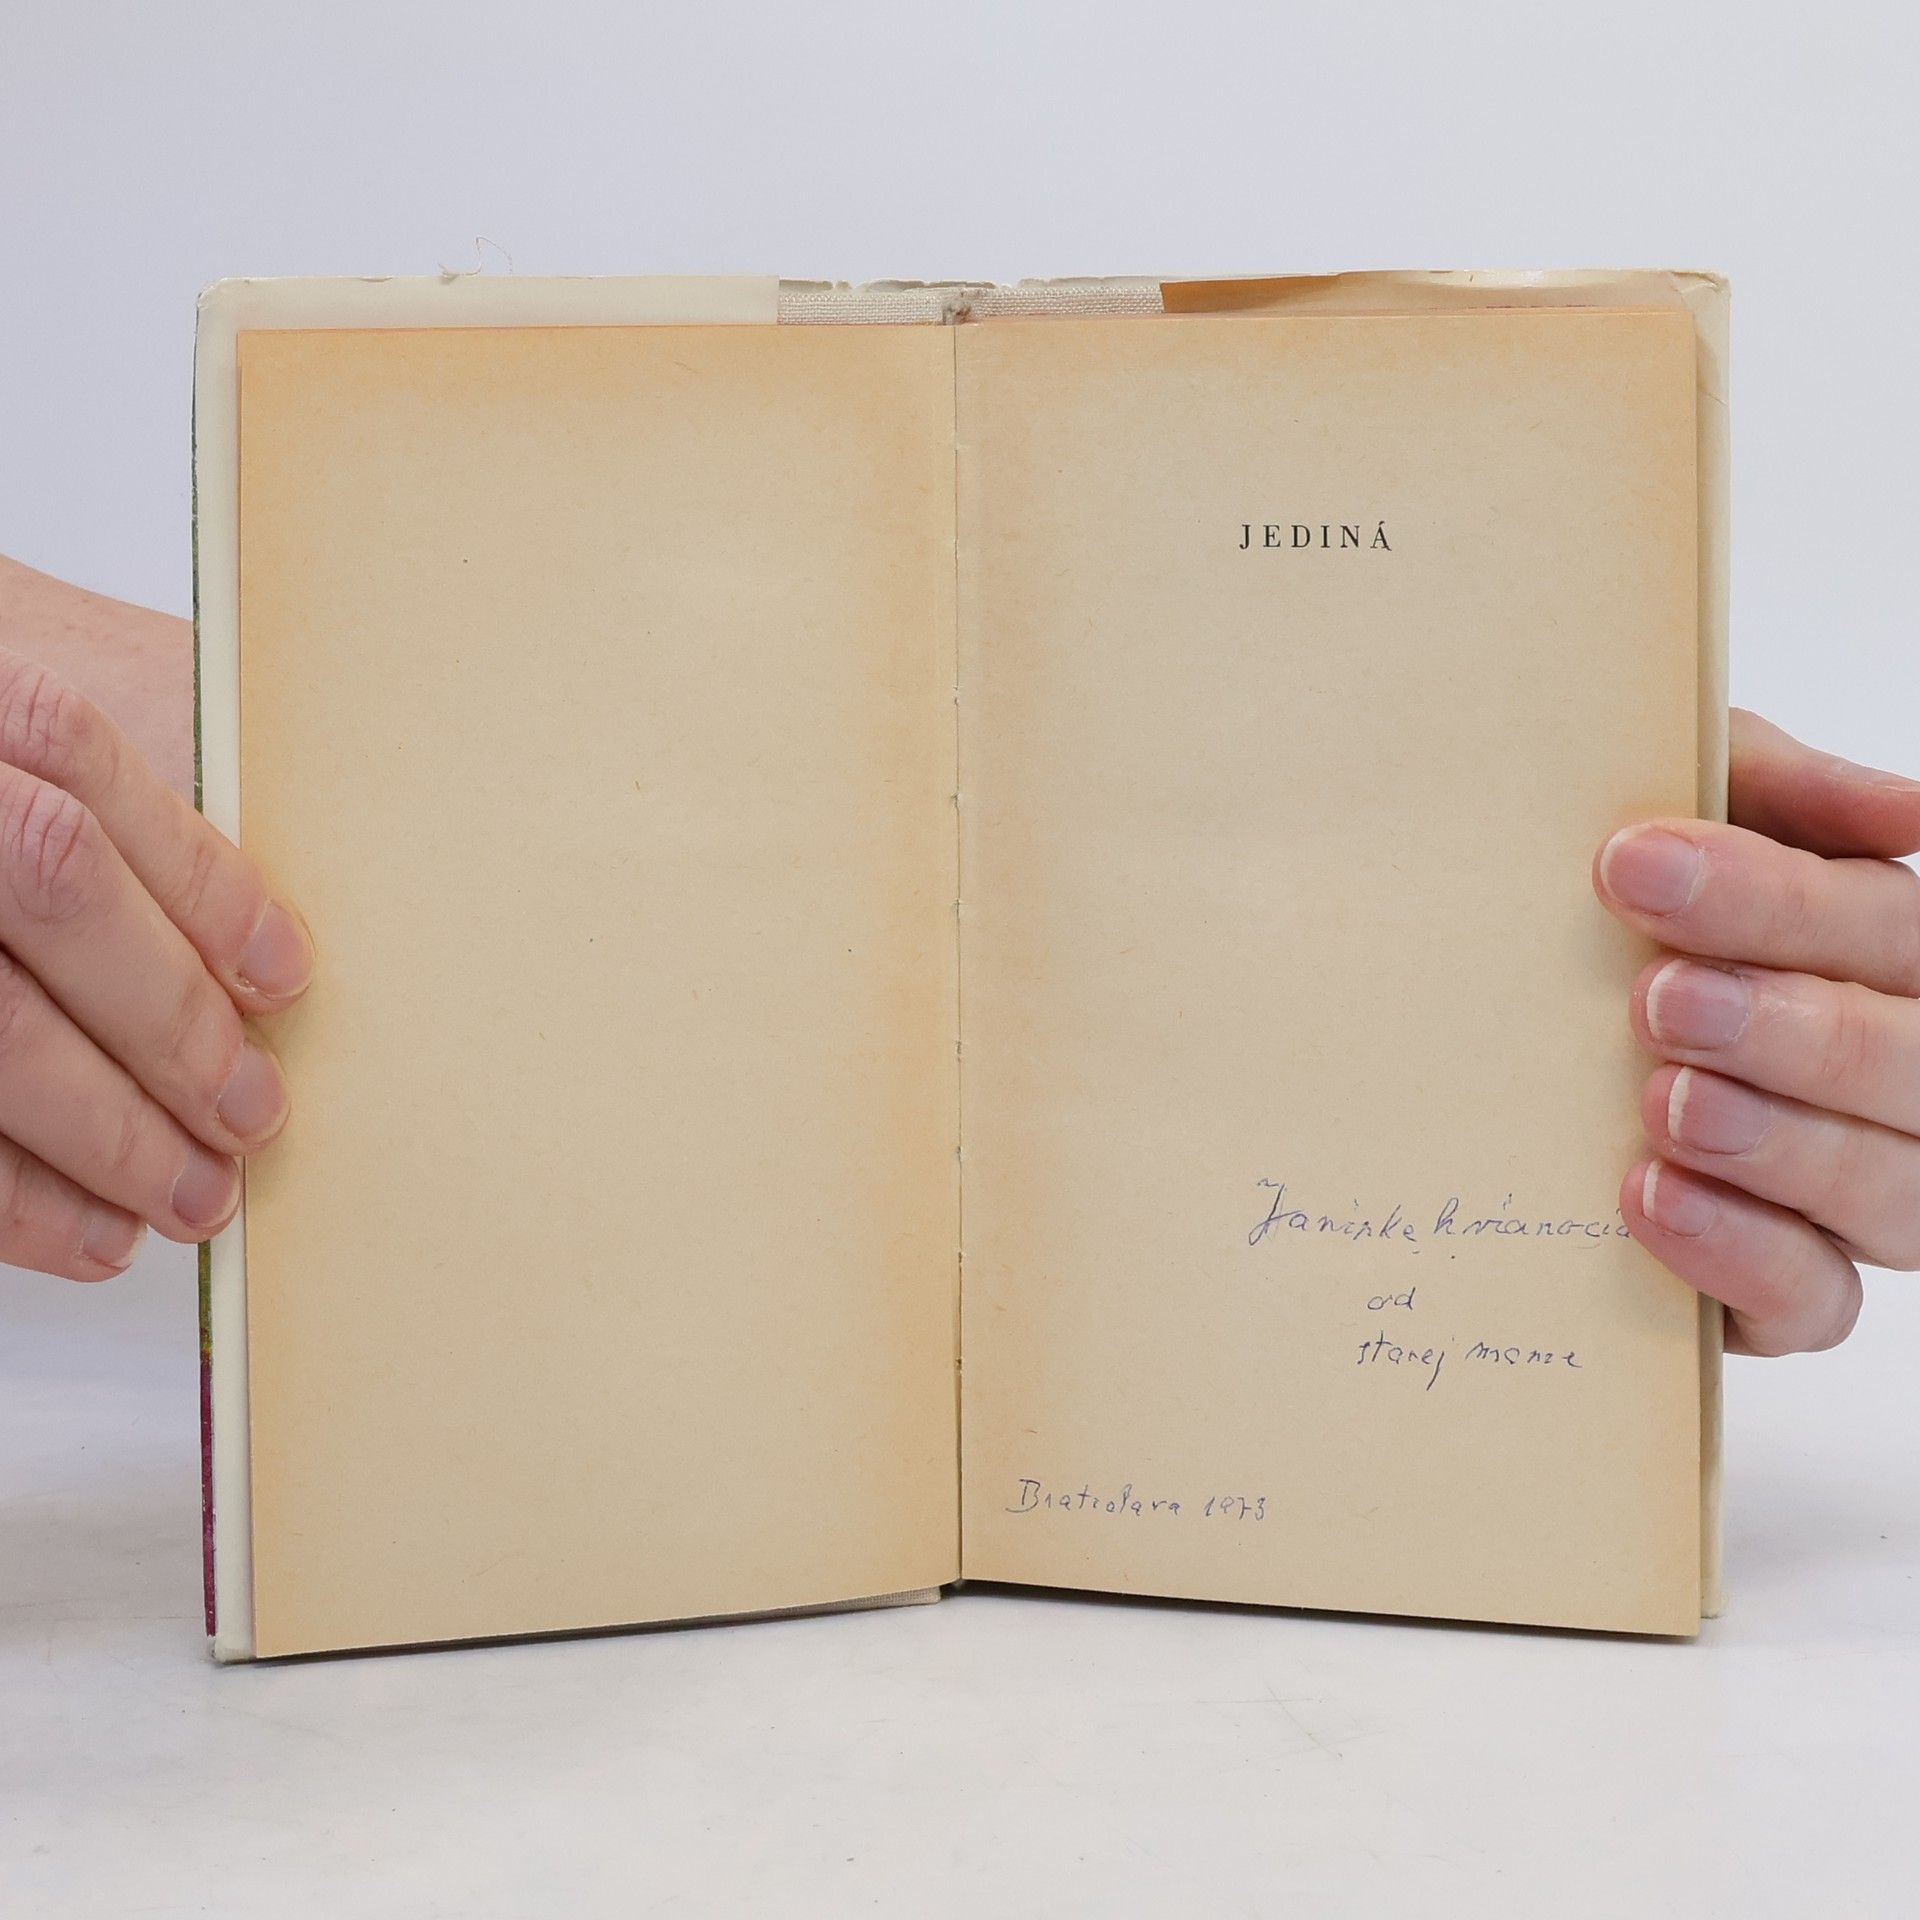 JEDINÁ
Janinke k vianociam
od
starej mame
Bratislava 1973